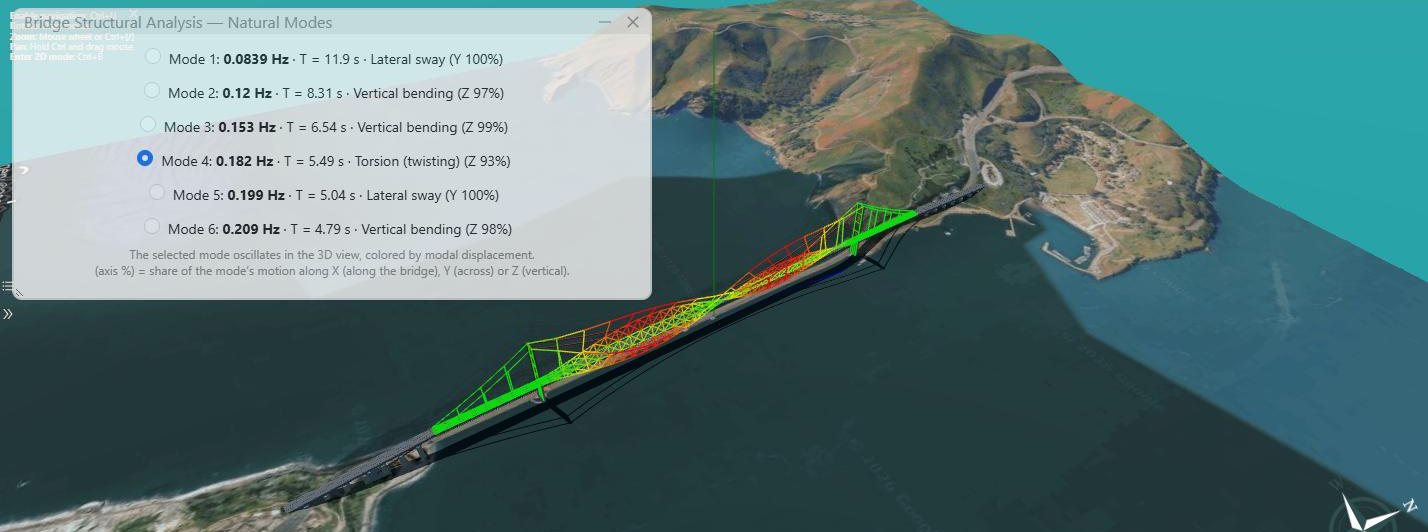 Bridge Structural Analysis — Natural Modes
Zoom: Mouse wheel or Ctrl+[/]
Pan: Hold Ctrl and drag mouse
Enter 2D mode: Ctrl+B
Mode 1: 0.0839 Hz · T = 11.9 s · Lateral sway (Y 100%)
Mode 2: 0.12 Hz · T = 8.31 s · Vertical bending (Z 97%)
Mode 3: 0.153 Hz · T = 6.54 s · Vertical bending (Z 99%)
Mode 4: 0.182 Hz · T = 5.49 s · Torsion (twisting) (Z 93%)
Mode 5: 0.199 Hz · T = 5.04 s · Lateral sway (Y 100%)
Mode 6: 0.209 Hz · T = 4.79 s · Vertical bending (Z 98%)
The selected mode oscillates in the 3D view, colored by modal displacement.
(axis %) = share of the mode's motion along X (along the bridge), Y (across) or Z (vertical).
N